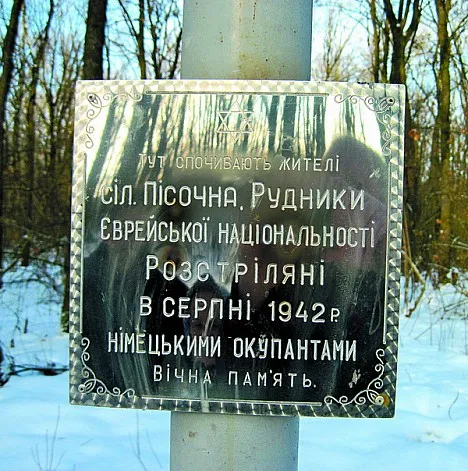 Тут спочивають жителі
сіл. Пісочна, Рудники
Єврейської національності
Розстріляні
в серпні 1942 р.
німецькими окупантами
Вічна пам'ять.